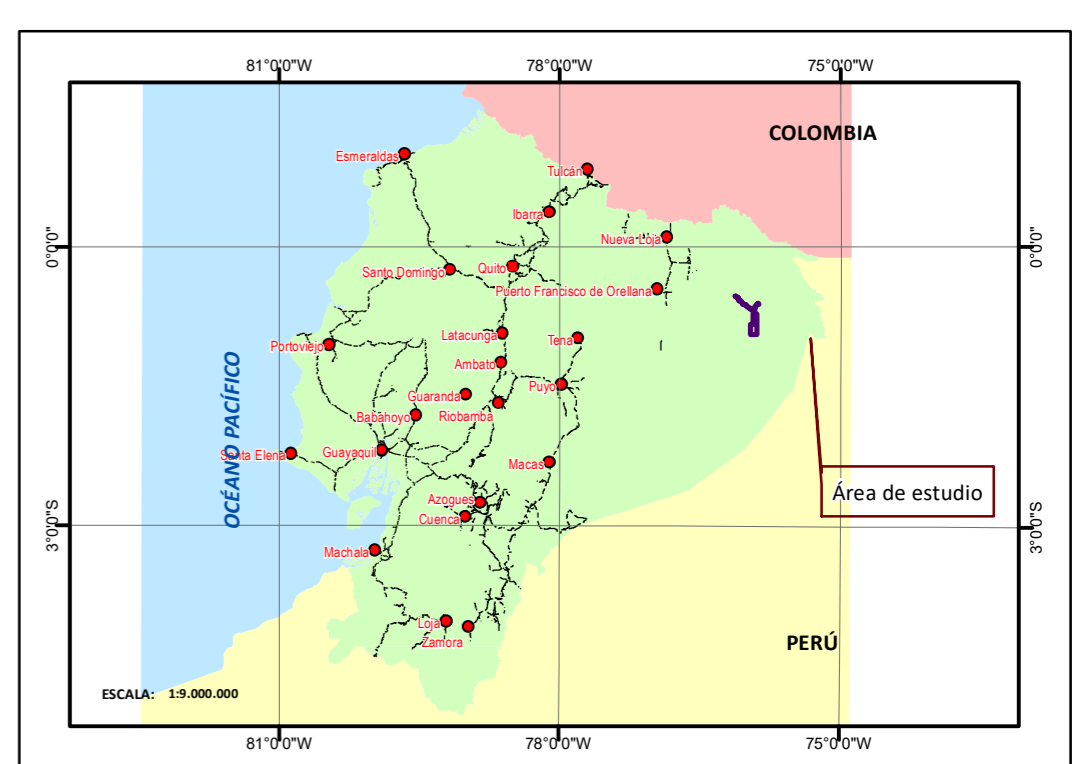 81°0'0"W
78°0'0"W
75°0'0"W
COLOMBIA
Esmeraldas
Tulcán
Ibarra
Nueva Loja
0°0'0"
0°0'0"
Santo Domingo
Quito
Puerto Francisco de Orellana
Latacunga
Tena
Portoviejo
Ambato
Puyo
Guaranda
Riobamba
Babahoyo
OCÉANO PACÍFICO
Santa Elena
Guayaquil
Macas
Área de estudio
Azogues
Cuenca
3°0'0"S
3°0'0"S
Machala
Loja
Zamora
PERÚ
ESCALA: 1:9.000.000
81°0'0"W
78°0'0"W
75°0'0"W